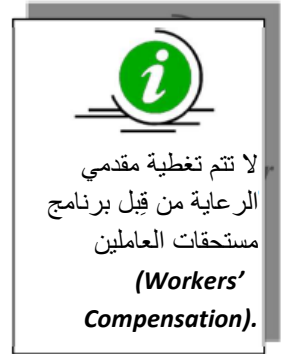 لا تتم تغطية مقدمي
الرعاية من قِبل برنامج
مستحقات العاملين
(Workers’
Compensation).